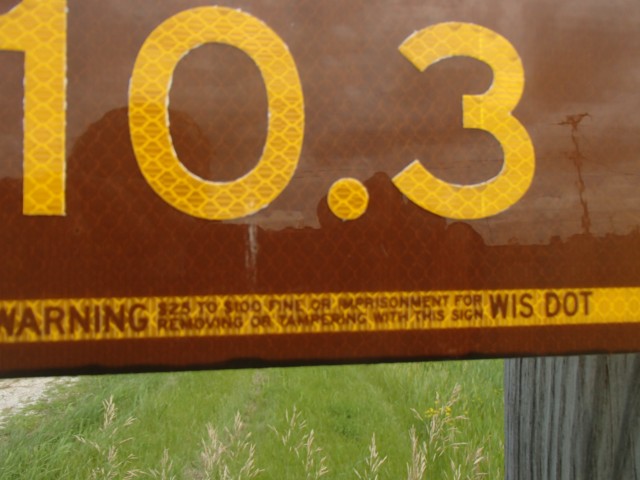 10.3
WARNING $25 TO $100 FINE OR IMPRISONMENT FOR
REMOVING OR TAMPERING WITH THIS SIGN WIS DOT